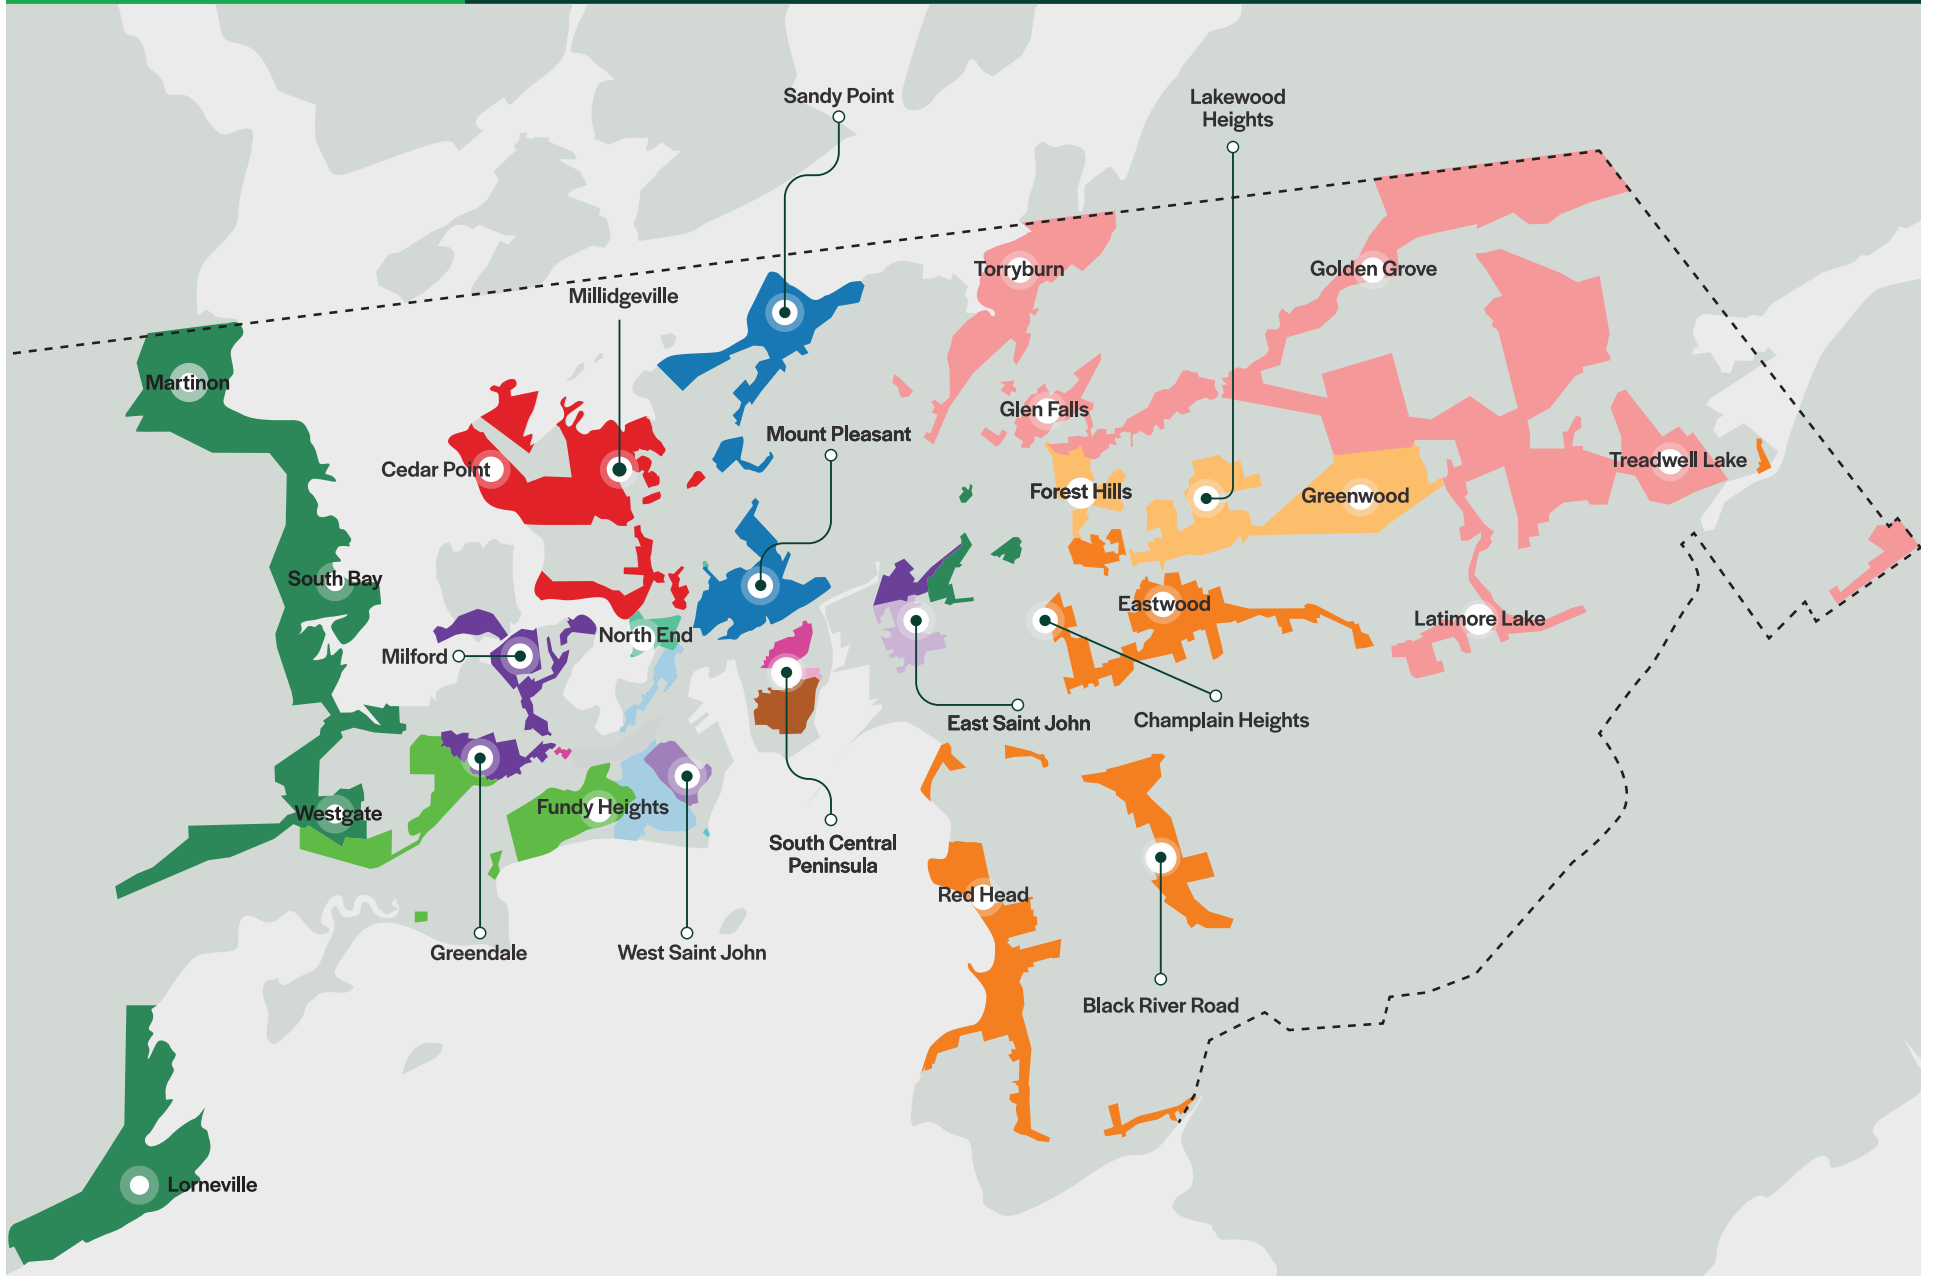 Sandy Point
Lakewood
Heights
Torryburn
Golden Grove
Millidgeville
Martinon
Glen Falls
Mount Pleasant
Cedar Point
Treadwell Lake
Forest Hills
Greenwood
South Bay
Eastwood
Latimore Lake
North End
Milford
East Saint John
Champlain Heights
Fundy Heights
Westgate
South Central
Peninsula
Red Head
Greendale
West Saint John
Black River Road
Lorneville